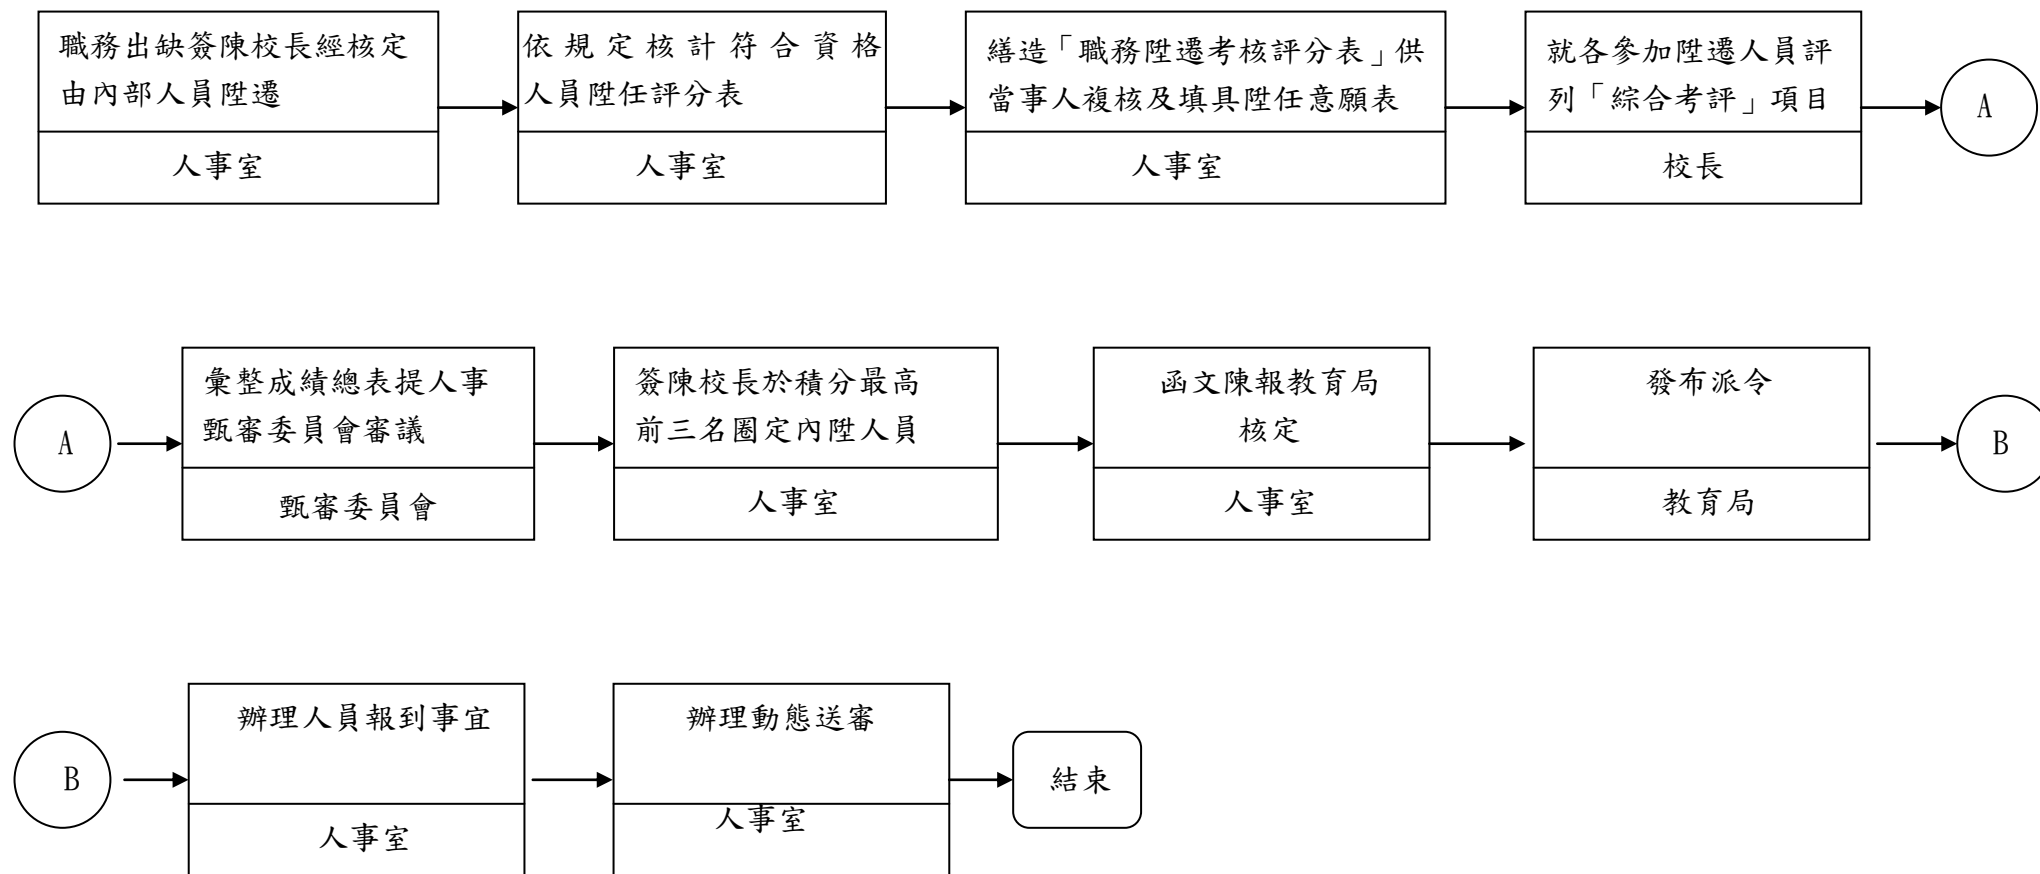 職務出缺簽陳校長經核定
由內部人員陞遷
人事室
依規定核計符合資格
人員陞任評分表
人事室
繕造「職務陞遷考核評分表」供
當事人複核及填具陞任意願表
人事室
就各參加陞遷人員評
列「綜合考評」項目
校長
A
A
彙整成績總表提人事
甄審委員會審議
甄審委員會
簽陳校長於積分最高
前三名圈定內陞人員
人事室
函文陳報教育局
核定
人事室
發布派令
教育局
B
B
辦理人員報到事宜
人事室
辦理動態送審
人事室
結束